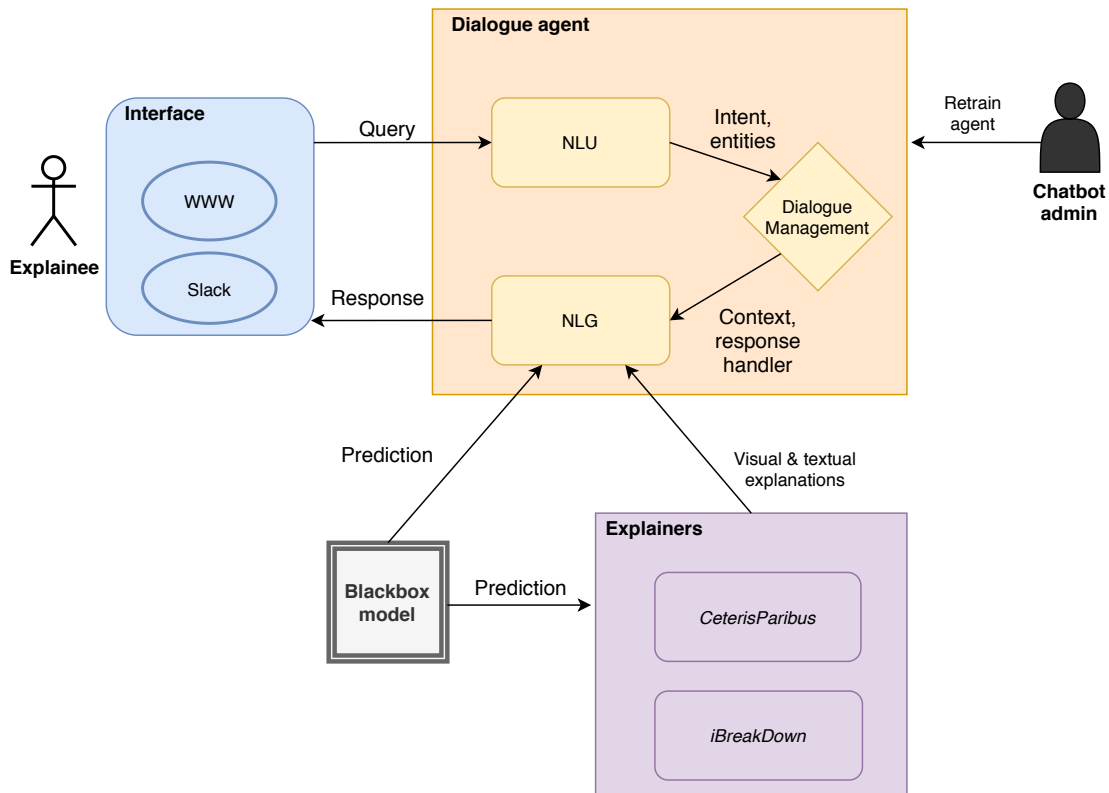 Dialogue agent
Interface
Query
NLU
Intent,
entities
Retrain
agent
WWW
Dialogue
Management
Chatbot
admin
Explainee
Slack
Response
NLG
Context,
response
handler
Prediction
Visual & textual
explanations
Explainers
Blackbox
model
Prediction
CeterisParibus
iBreakDown